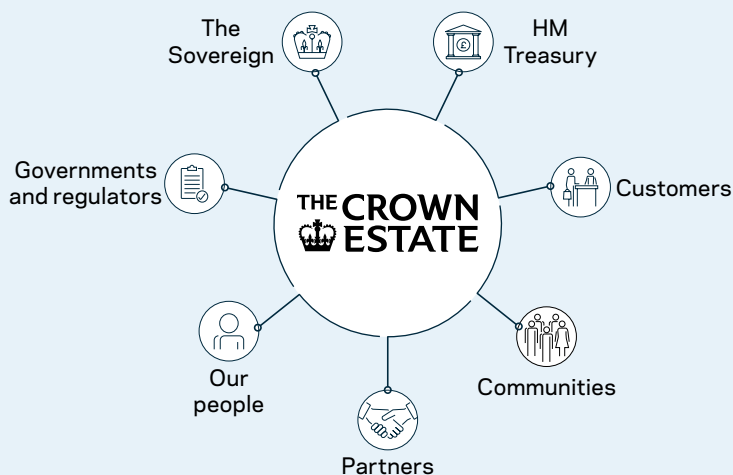 The
Sovereign
HM
Treasury
£
Governments
and regulators
THE CROWN
ESTATE
Customers
Our
people
Communities
Partners